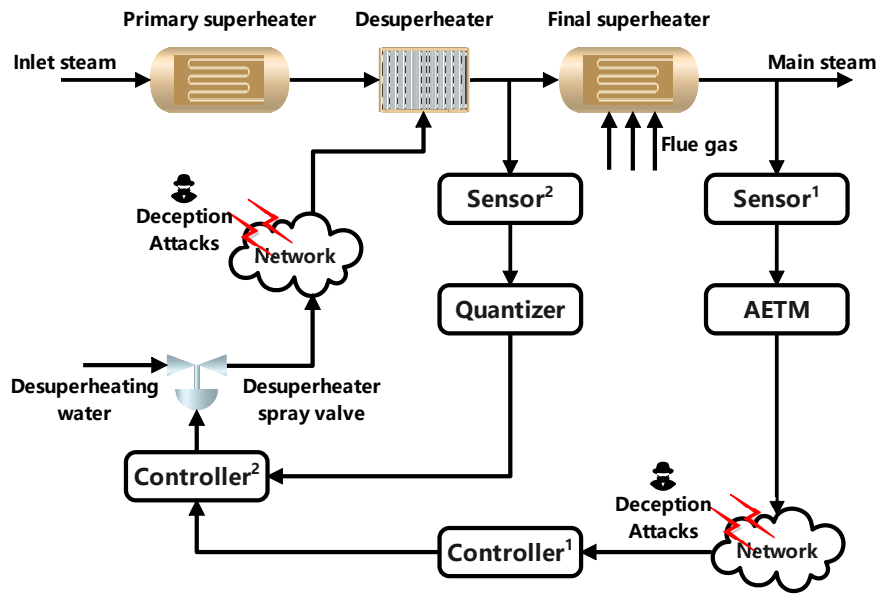 Primary superheater
Desuperheater
Final superheater
Inlet steam
Main steam
Flue gas
Sensor²
Sensor¹
Deception
Attacks
Network
Quantizer
AETM
Desuperheating
water
Desuperheater
spray valve
Controller²
Deception
Attacks
Network
Controller¹